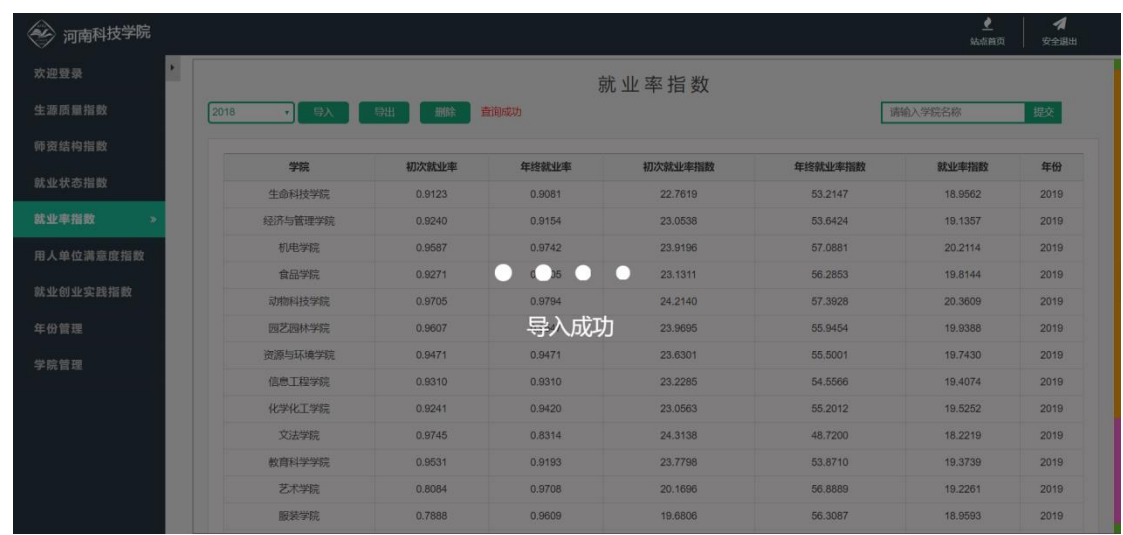 河南科技学院
站点首页 安全退出
欢迎登录
生源质量指数
师资结构指数
就业状态指数
就业率指数 »
用人单位满意度指数
就业创业实践指数
年份管理
学院管理
就业率指数
2018 导入 导出 删除 查询成功 请输入学院名称 提交
学院 初次就业率 年终就业率 初次就业率指数 年终就业率指数 就业率指数 年份
生命科技学院 0.9123 0.9081 22.7619 53.2147 18.9562 2019
经济与管理学院 0.9240 0.9154 23.0538 53.6424 19.1357 2019
机电学院 0.9587 0.9742 23.9196 57.0881 20.2114 2019
食品学院 0.9271 23.1311 56.2853 19.8144 2019
动物科技学院 0.9705 0.9794 24.2140 57.3928 20.3609 2019
园艺园林学院 0.9607 23.9695 55.9454 19.9388 2019
导入成功
资源与环境学院 0.9471 0.9471 23.6301 55.5001 19.7430 2019
信息工程学院 0.9310 0.9310 23.2285 54.5566 19.4074 2019
化学化工学院 0.9241 0.9420 23.0563 55.2012 19.5252 2019
文法学院 0.9745 0.8314 24.3138 48.7200 18.2219 2019
教育科学学院 0.9531 0.9193 23.7798 53.8710 19.3739 2019
艺术学院 0.8084 0.9708 20.1696 56.8889 19.2261 2019
服装学院 0.7888 0.9609 19.6806 56.3087 18.9593 2019